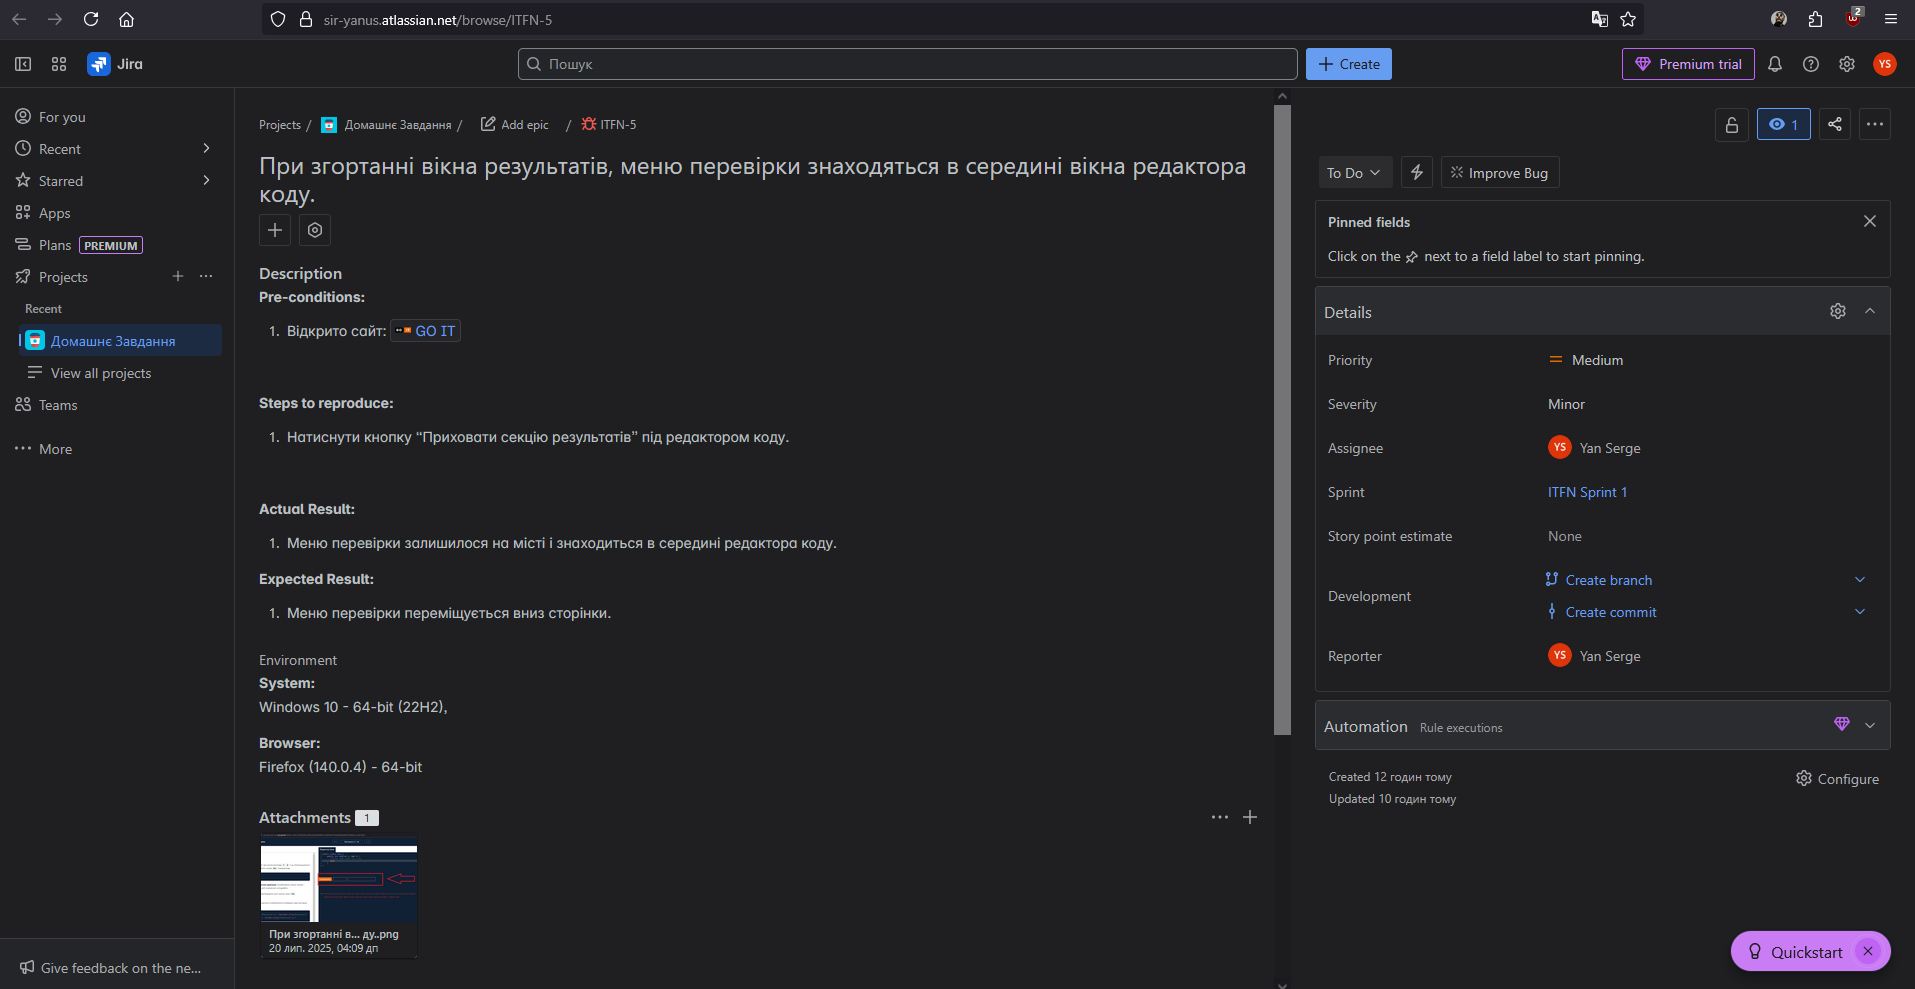 sir-yanus.atlassian.net/browse/ITFN-5
2
Jira
Пошук
Create
Premium trial
YS
For you
Recent
Starred
Apps
Plans PREMIUM
Projects
Recent
Домашнє Завдання
View all projects
Teams
More
Give feedback on the ne...
Projects / Домашнє Завдання / Add epic / ITFN-5
При згортанні вікна результатів, меню перевірки знаходяться в середині вікна редактора
коду.
Description
Pre-conditions:
1. Відкрито сайт: GO IT
Steps to reproduce:
1. Натиснути кнопку “Приховати секцію результатів” під редактором коду.
Actual Result:
1. Меню перевірки залишилося на місті і знаходиться в середині редактора коду.
Expected Result:
1. Меню перевірки переміщується вниз сторінки.
Environment
System:
Windows 10 - 64-bit (22H2),
Browser:
Firefox (140.0.4) - 64-bit
Attachments 1
При згортанні в... ду..png
20 лип. 2025, 04:09 дп
1
To Do
Improve Bug
Pinned fields
Click on the next to a field label to start pinning.
Details
Priority Medium
Severity Minor
Assignee YS Yan Serge
Sprint ITFN Sprint 1
Story point estimate None
Development Create branch
Create commit
Reporter YS Yan Serge
Automation Rule executions
Created 12 годин тому
Configure
Updated 10 годин тому
Quickstart